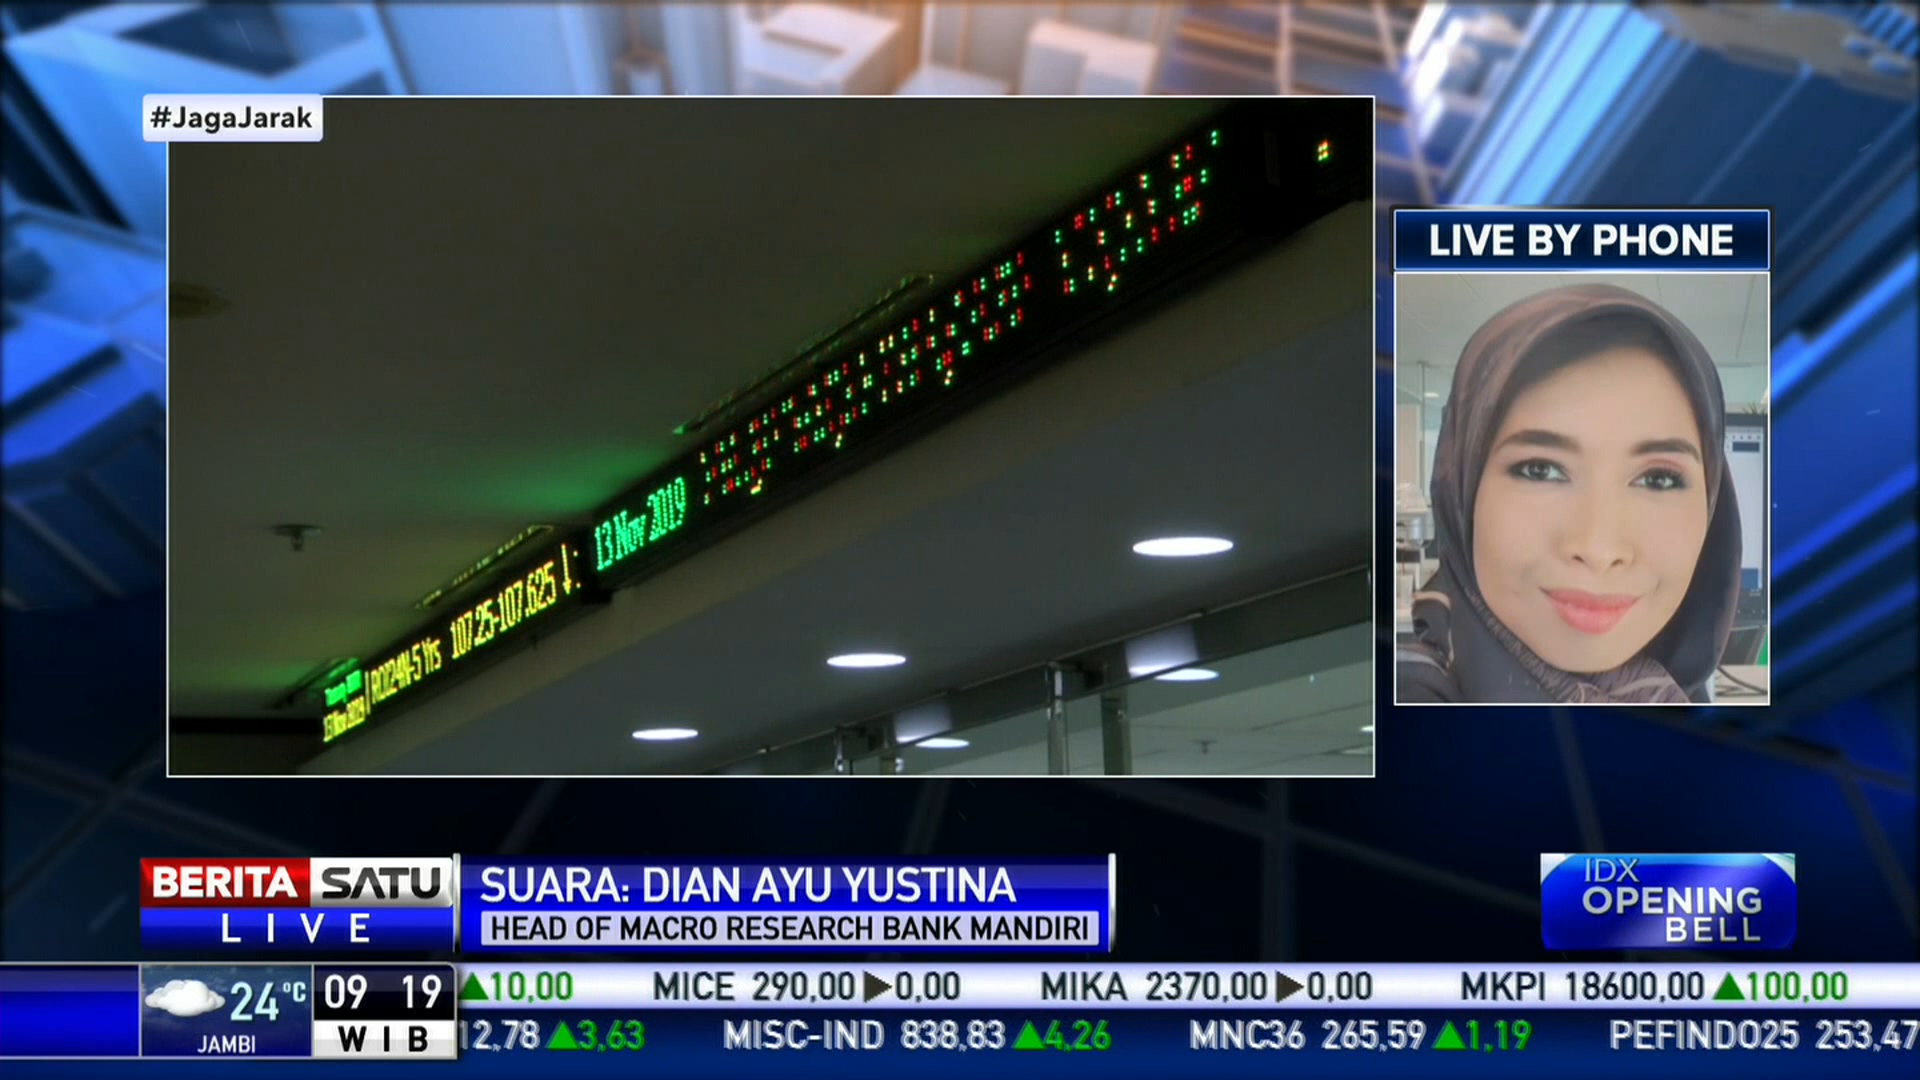 #JagaJarak
LIVE BY PHONE
13 Nov 2019
RI0124N-5 Yrs 107.25-107.625
BERITA SATU
LIVE
SUARA: DIAN AYU YUSTINA
HEAD OF MACRO RESEARCH BANK MANDIRI
IDX
OPENING
BELL
24°C
JAMBI
09 19
WIB
▲10,00 MICE 290,00▶0,00 MIKA 2370,00▶0,00 MKPI 18600,00▲100,00
12,78▲3,63 MISC-IND 838,83▲4,26 MNC36 265,59▲1,19 PEFINDO25 253,47